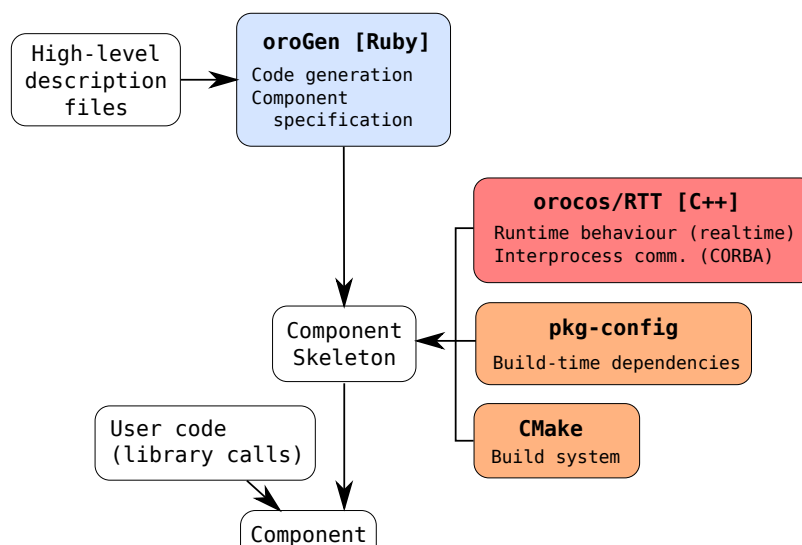 High-level
description
files
oroGen [Ruby]
Code generation
Component
specification
orocos/RTT [C++]
Runtime behaviour (realtime)
Interprocess comm. (CORBA)
Component
Skeleton
pkg-config
Build-time dependencies
User code
(library calls)
CMake
Build system
Component